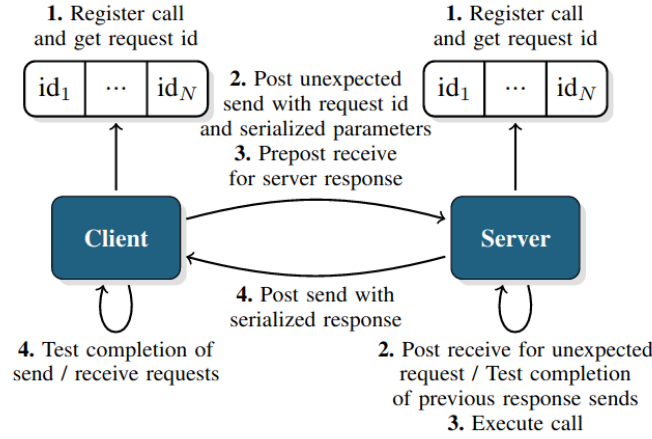 1. Register call
and get request id
id1 ... idN
1. Register call
and get request id
id1 ... idN
2. Post unexpected
send with request id
and serialized parameters
3. Prepost receive
for server response
Client
Server
4. Post send with
serialized response
4. Test completion of
send / receive requests
2. Post receive for unexpected
request / Test completion
of previous response sends
3. Execute call